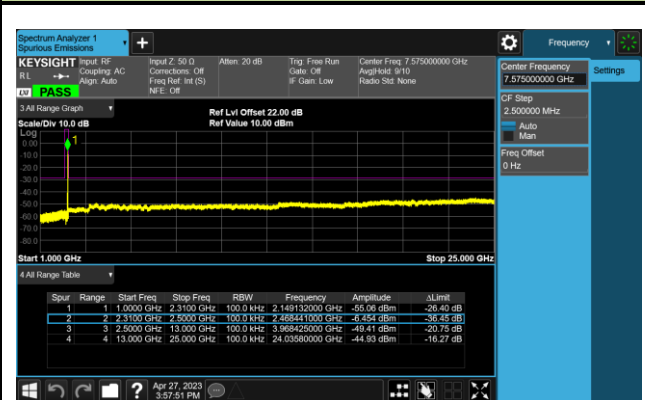 Spectrum Analyzer 1
Spurious Emissions
Frequency
KEYSIGHT Input: RF Input Z: 50 Ω Atten: 20 dB Trig: Free Run Center Freq: 7.575000000 GHz
RL Coupling: AC Corrections: Off Gate: Off Avg|Hold: 9/10
Align: Auto Freq Ref: Int (S) IF Gain: Low Radio Std: None
NFE: Off
LXI PASS
Center Frequency
7.575000000 GHz
Settings
CF Step
2.500000 MHz
Auto
Man
Freq Offset
0 Hz
3 All Range Graph
Ref Lvl Offset 22.00 dB
Scale/Div 10.0 dB Ref Value 10.00 dBm
Log
1
0.00
-10.0
-20.0
-30.0
-40.0
-50.0
-60.0
-70.0
-80.0
Start 1.000 GHz Stop 25.000 GHz
4 All Range Table
Spur Range Start Freq Stop Freq RBW Frequency Amplitude ΔLimit
1 1 1.0000 GHz 2.3100 GHz 100.0 kHz 2.149132000 GHz -55.06 dBm -26.40 dB
2 2 2.3100 GHz 2.5000 GHz 100.0 kHz 2.468441000 GHz -6.454 dBm -36.45 dB
3 3 2.5000 GHz 13.000 GHz 100.0 kHz 3.968425000 GHz -49.41 dBm -20.75 dB
4 4 13.000 GHz 25.000 GHz 100.0 kHz 24.03580000 GHz -44.93 dBm -16.27 dB
? Apr 27, 2023
3:57:51 PM